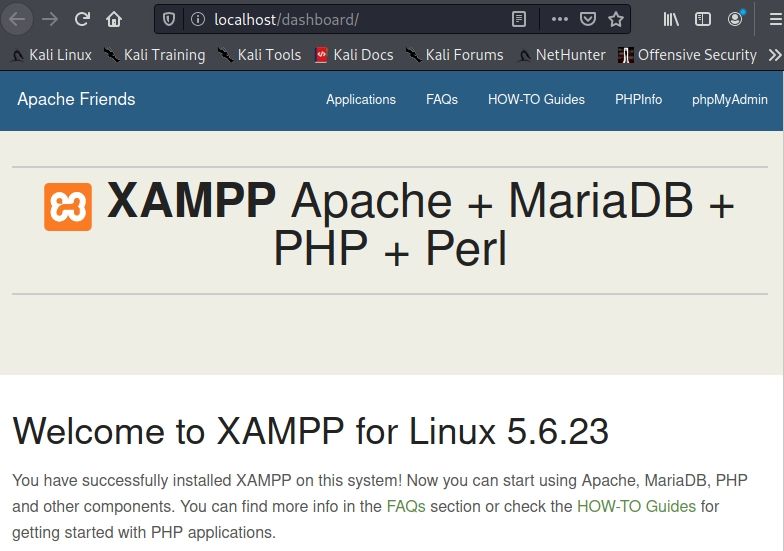 localhost/dashboard/
Kali Linux Kali Training Kali Tools Kali Docs Kali Forums NetHunter Offensive Security
Apache Friends Applications FAQs HOW-TO Guides PHPInfo phpMyAdmin
XAMPP Apache + MariaDB +
PHP + Perl
Welcome to XAMPP for Linux 5.6.23
You have successfully installed XAMPP on this system! Now you can start using Apache, MariaDB, PHP
and other components. You can find more info in the FAQs section or check the HOW-TO Guides for
getting started with PHP applications.